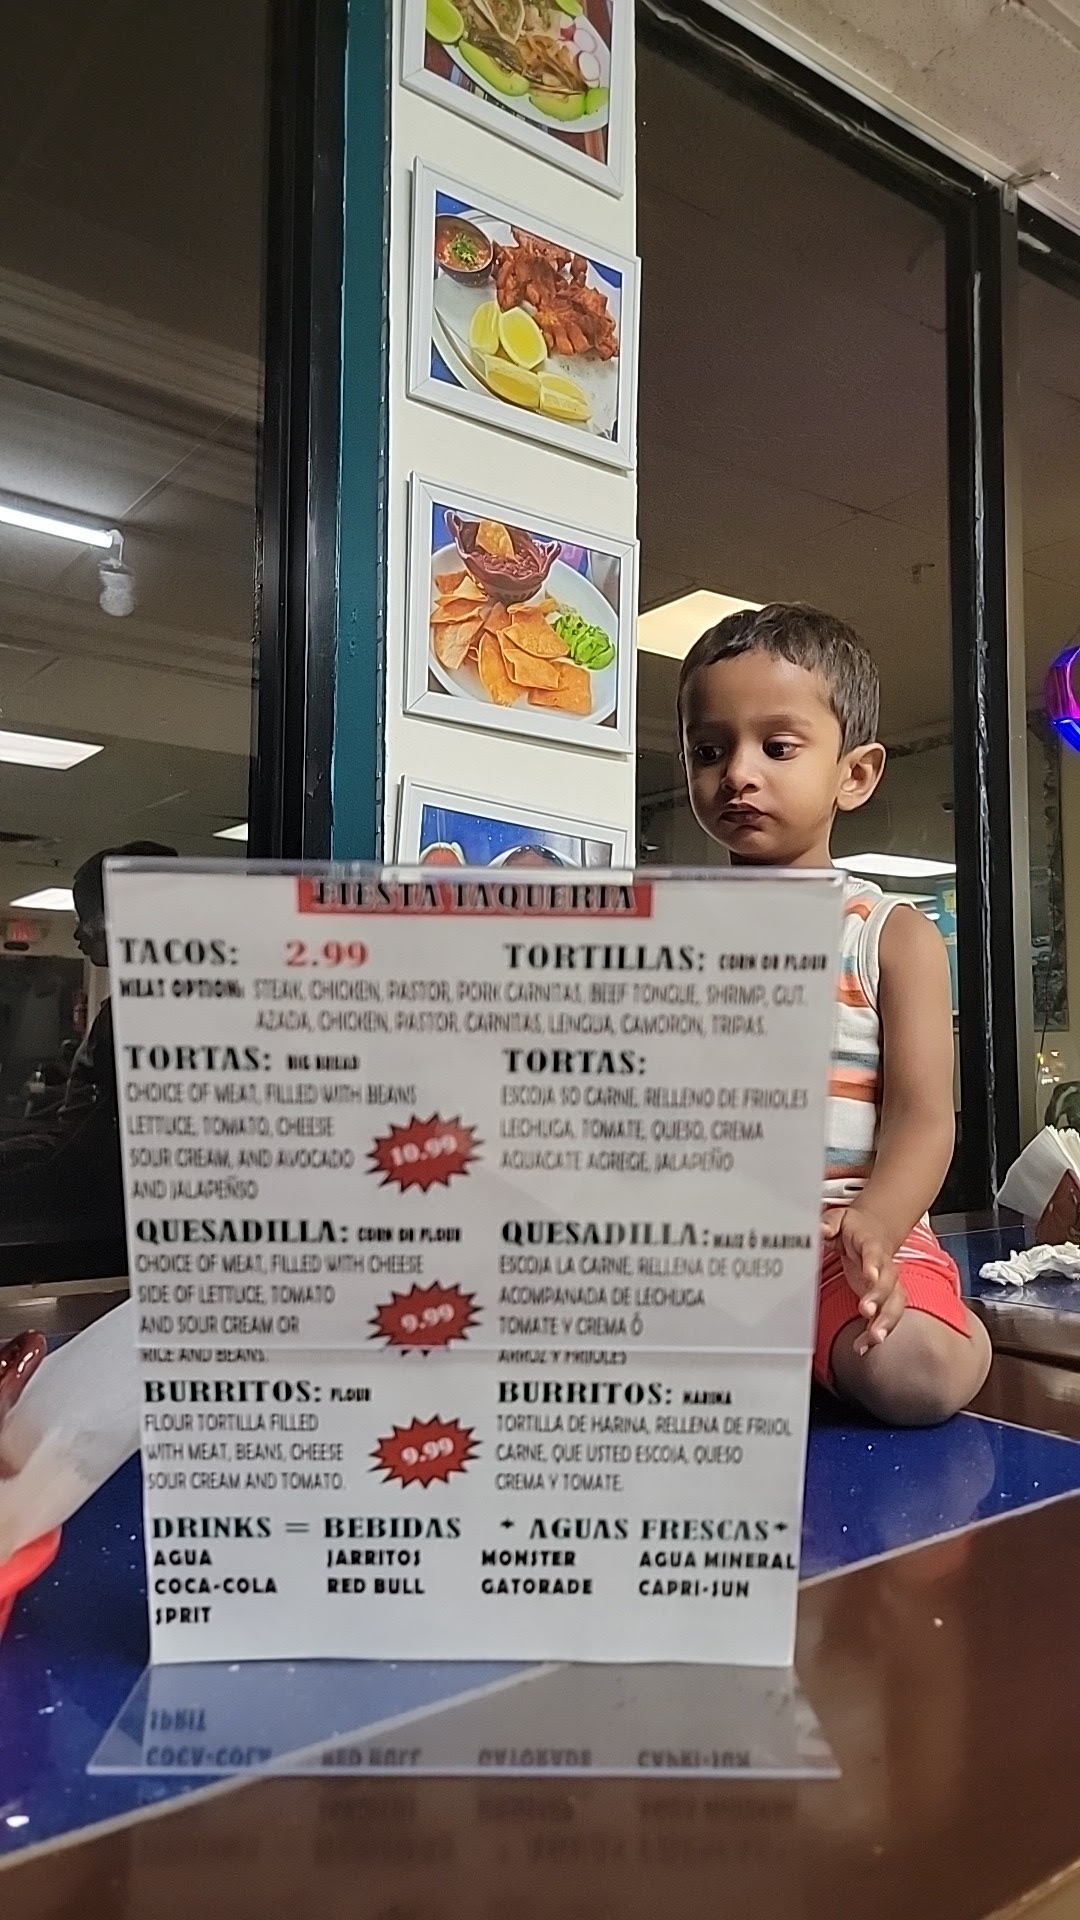 FIESTA TAQUERIA
TACOS: 2.99 TORTILLAS: CORN OR FLOUR
MEAT OPTION: STEAK, CHICKEN, PASTOR, PORK CARNITAS, BEEF TONGUE, SHRIMP, GUT.
AZADA, CHICKEN, PASTOR, CARNITAS, LENGUA, CAMORON, TRIPAS.
TORTAS: BIG BREAD
CHOICE OF MEAT, FILLED WITH BEANS
LETTUCE, TOMATO, CHEESE
SOUR CREAM, AND AVOCADO
AND JALAPEÑSO
10.99
TORTAS:
ESCOJA SO CARNE, RELLENO DE FRIJOLES
LECHUGA, TOMATE, QUESO, CREMA
AQUACATE AGREGE, JALAPEÑO
QUESADILLA: CORN OR FLOUR
CHOICE OF MEAT, FILLED WITH CHEESE
SIDE OF LETTUCE, TOMATO
AND SOUR CREAM OR
RICE AND BEANS.
9.99
QUESADILLA: MAIZ Ó HARINA
ESCOJA LA CARNE, RELLENA DE QUESO
ACOMPANADA DE LECHUGA
TOMATE Y CREMA Ó
ARROZ Y FRIJOLES
BURRITOS: FLOUR
FLOUR TORTILLA FILLED
WITH MEAT, BEANS, CHEESE
SOUR CREAM AND TOMATO.
9.99
BURRITOS: HARINA
TORTILLA DE HARINA, RELLENA DE FRIJOL
CARNE, QUE USTED ESCOJA, QUESO
CREMA Y TOMATE.
DRINKS = BEBIDAS * AGUAS FRESCAS *
AGUA JARRITOS MONSTER AGUA MINERAL
COCA-COLA RED BULL GATORADE CAPRI-SUN
SPRIT